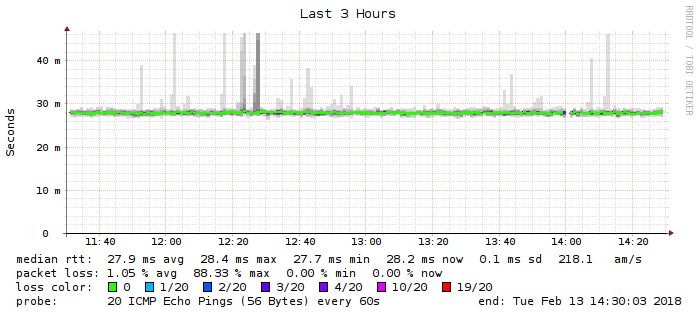 Last 3 Hours
RRDTOOL / TOBI OETIKER
Seconds
40 m
30 m
20 m
10 m
0
11:40 12:00 12:20 12:40 13:00 13:20 13:40 14:00 14:20
median rtt: 27.9 ms avg 28.4 ms max 27.7 ms min 28.2 ms now 0.1 ms sd 218.1 am/s
packet loss: 1.05 % avg 88.33 % max 0.00 % min 0.00 % now
loss color: 0 1/20 2/20 3/20 4/20 10/20 19/20
probe: 20 ICMP Echo Pings (56 Bytes) every 60s end: Tue Feb 13 14:30:03 2018